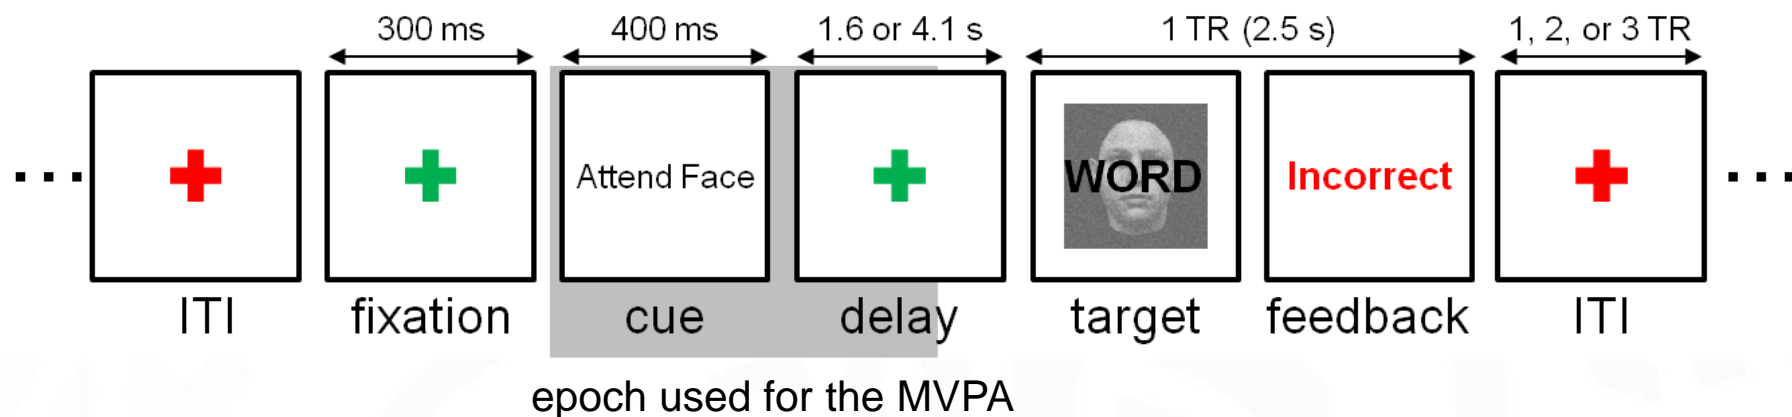 300 ms 400 ms 1.6 or 4.1 s 1 TR (2.5 s) 1, 2, or 3 TR
... Attend Face WORD Incorrect ...
ITI fixation cue delay target feedback ITI
epoch used for the MVPA